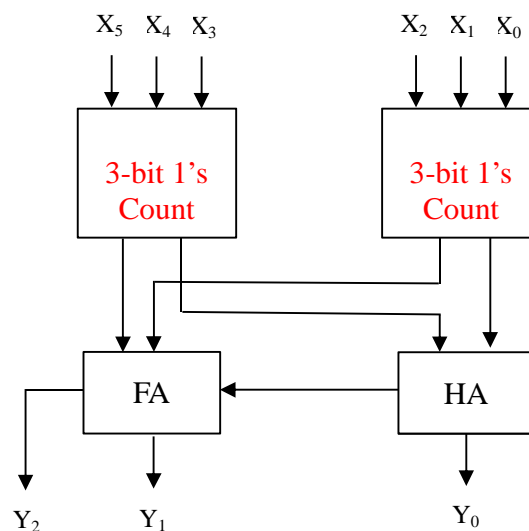 X₅ X₄ X₃ X₂ X₁ X₀
3-bit 1’s
Count
3-bit 1’s
Count
FA HA
Y₂ Y₁ Y₀